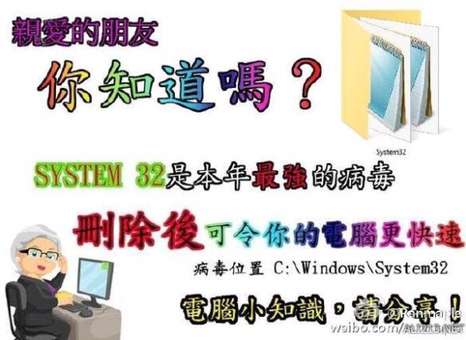 親愛的朋友
你知道嗎？
System32
SYSTEM 32是本年最強的病毒
刪除後可令你的電腦更快速
病毒位置 C:\Windows\System32
電腦小知識，請分享！
weibo.com/